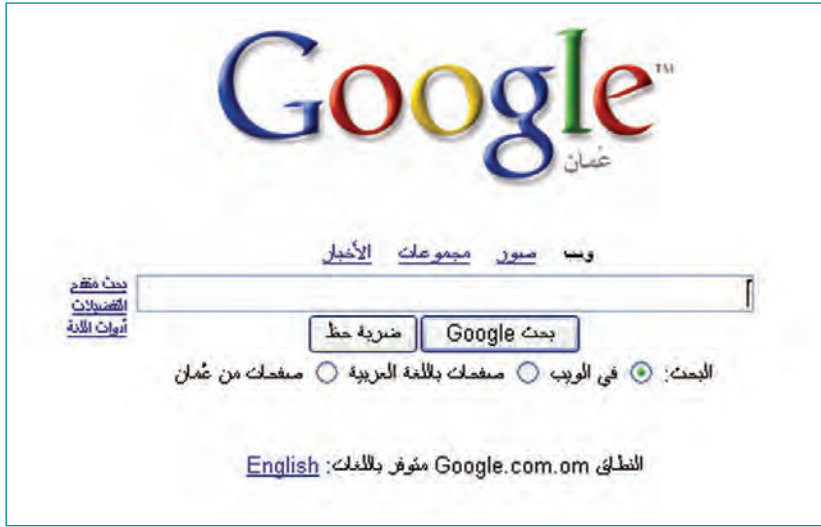 Google™
عُمان
ويب صور مجموعات الأخبار
بحث متقدم
التفضيلات
أدوات اللغة
بحث Google ضربة حظ
البحث: في الويب صفحات باللغة العربية صفحات من عُمان
النطاق Google.com.om متوفر باللغات: English